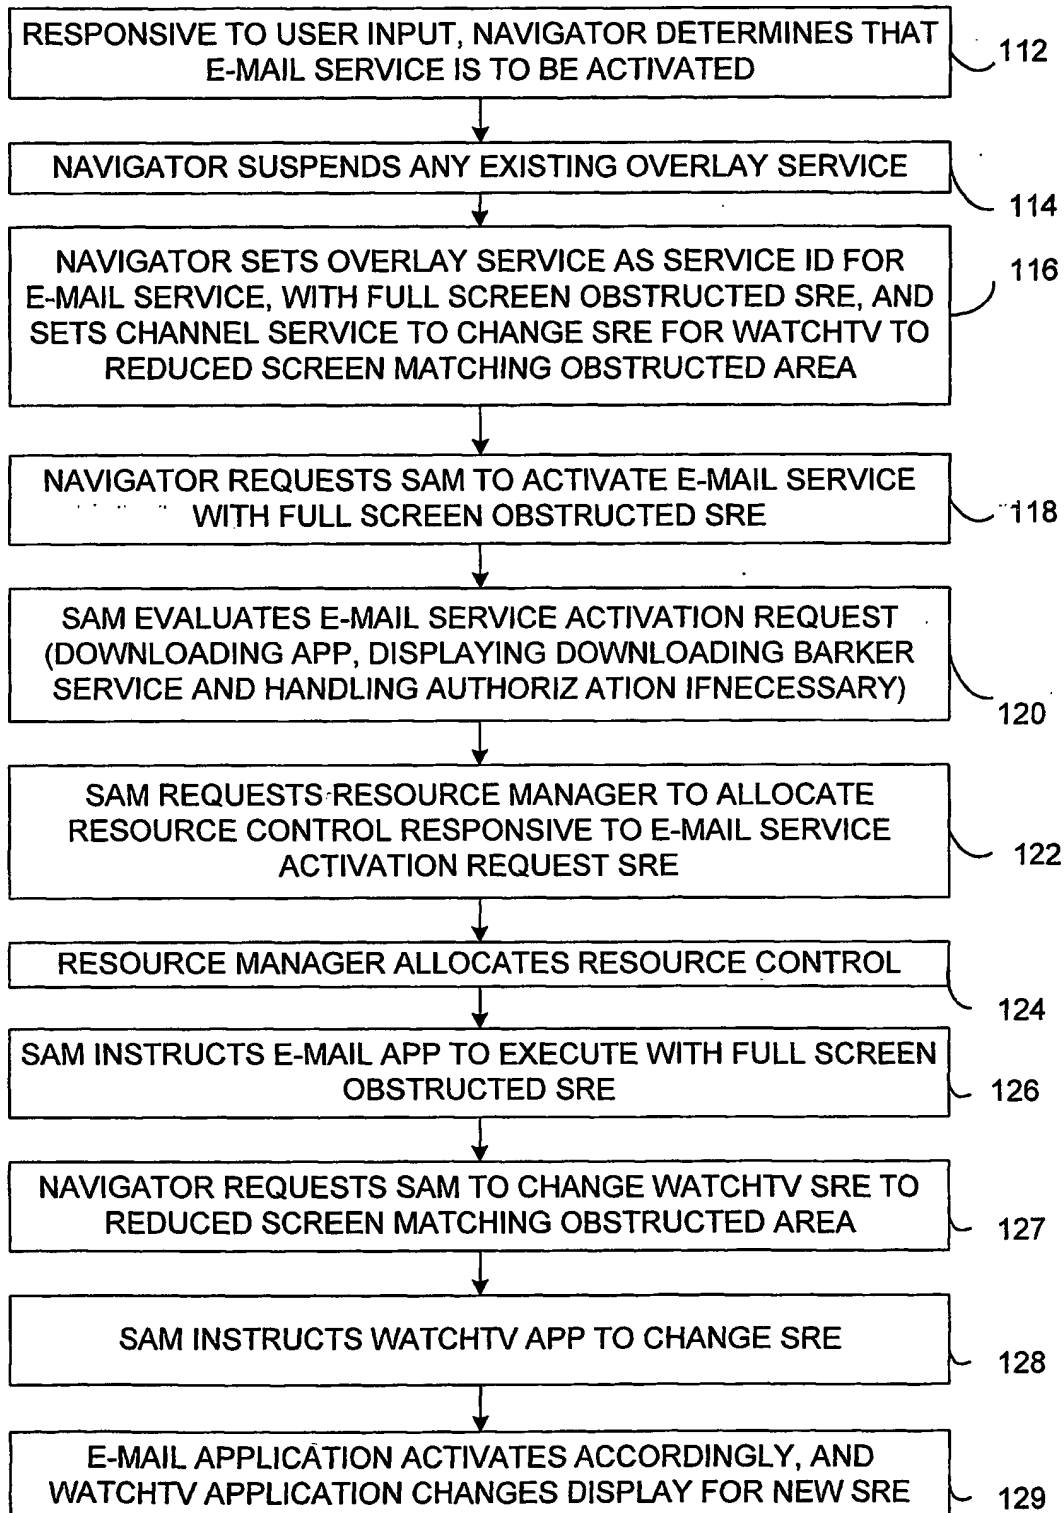 RESPONSIVE TO USER INPUT, NAVIGATOR DETERMINES THAT
E-MAIL SERVICE IS TO BE ACTIVATED
112
NAVIGATOR SUSPENDS ANY EXISTING OVERLAY SERVICE
114
NAVIGATOR SETS OVERLAY SERVICE AS SERVICE ID FOR
E-MAIL SERVICE, WITH FULL SCREEN OBSTRUCTED SRE, AND
SETS CHANNEL SERVICE TO CHANGE SRE FOR WATCHTV TO
REDUCED SCREEN MATCHING OBSTRUCTED AREA
116
NAVIGATOR REQUESTS SAM TO ACTIVATE E-MAIL SERVICE
WITH FULL SCREEN OBSTRUCTED SRE
118
SAM EVALUATES E-MAIL SERVICE ACTIVATION REQUEST
(DOWNLOADING APP, DISPLAYING DOWNLOADING BARKER
SERVICE AND HANDLING AUTHORIZ ATION IFNECESSARY)
120
SAM REQUESTS RESOURCE MANAGER TO ALLOCATE
RESOURCE CONTROL RESPONSIVE TO E-MAIL SERVICE
ACTIVATION REQUEST SRE
122
RESOURCE MANAGER ALLOCATES RESOURCE CONTROL
124
SAM INSTRUCTS E-MAIL APP TO EXECUTE WITH FULL SCREEN
OBSTRUCTED SRE
126
NAVIGATOR REQUESTS SAM TO CHANGE WATCHTV SRE TO
REDUCED SCREEN MATCHING OBSTRUCTED AREA
127
SAM INSTRUCTS WATCHTV APP TO CHANGE SRE
128
E-MAIL APPLICATION ACTIVATES ACCORDINGLY, AND
WATCHTV APPLICATION CHANGES DISPLAY FOR NEW SRE
129